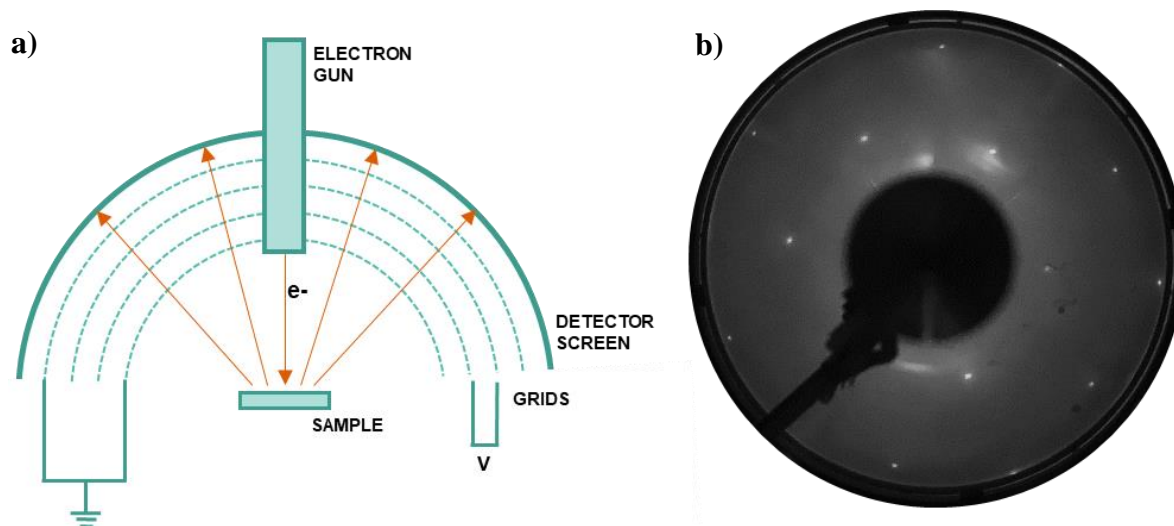 a)
ELECTRON
GUN
e-
DETECTOR
SCREEN
GRIDS
SAMPLE
V
b)